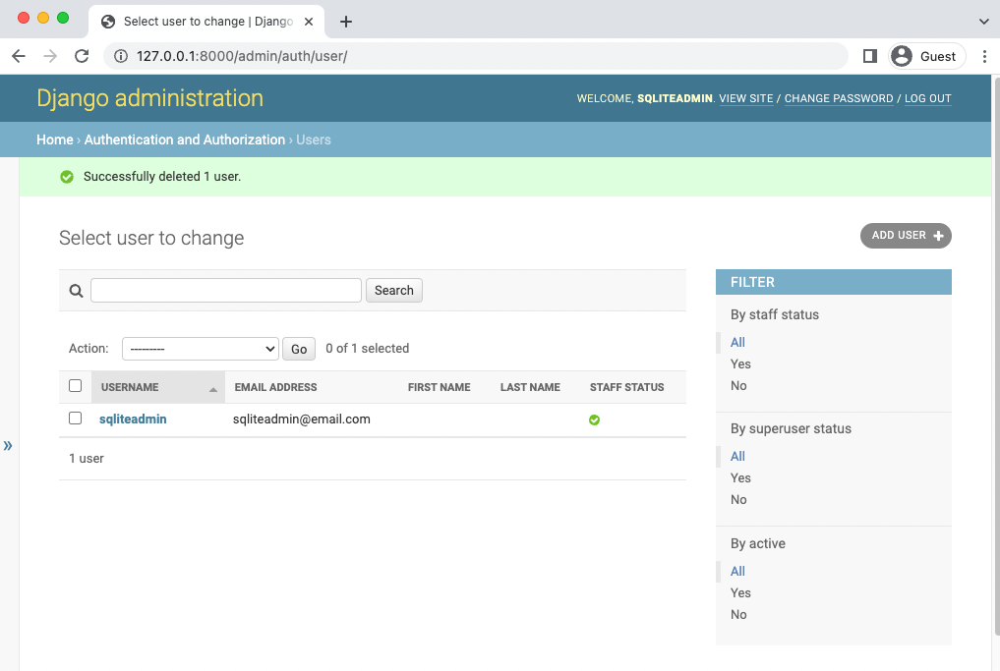 Select user to change | Django
127.0.0.1:8000/admin/auth/user/
Guest
Django administration
WELCOME, SQLITEADMIN. VIEW SITE / CHANGE PASSWORD / LOG OUT
Home › Authentication and Authorization › Users
Successfully deleted 1 user.
Select user to change
ADD USER +
Search
Action: --------- Go 0 of 1 selected
USERNAME EMAIL ADDRESS FIRST NAME LAST NAME STAFF STATUS
sqliteadmin sqliteadmin@email.com
1 user
»
FILTER
By staff status
All
Yes
No
By superuser status
All
Yes
No
By active
All
Yes
No